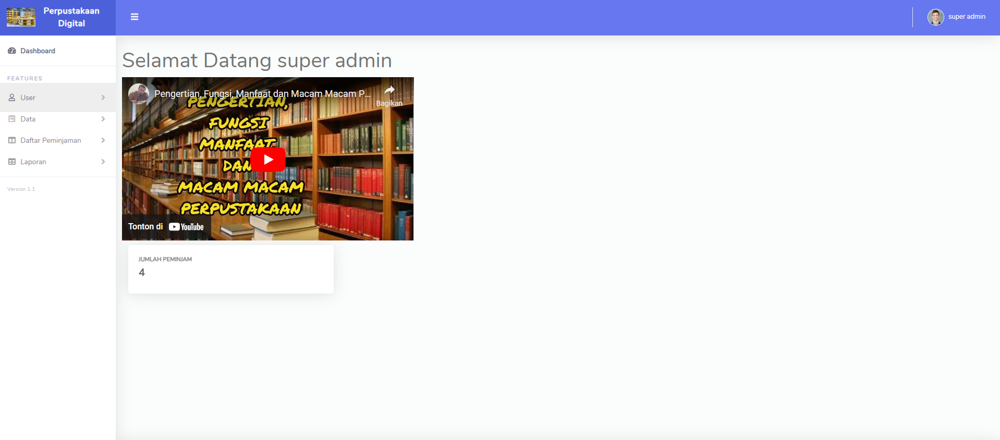 Perpustakaan
Digital
super admin
Dashboard
FEATURES
User
Data
Daftar Peminjaman
Laporan
Version 1.1
Selamat Datang super admin
Pengertian, Fungsi, Manfaat dan Macam Macam P...
Bagikan
PENGERTIAN,
FUNGSI
MANFAAT
DAN
MACAM MACAM
PERPUSTAKAAN
Tonton di YouTube
JUMLAH PEMINJAM
4